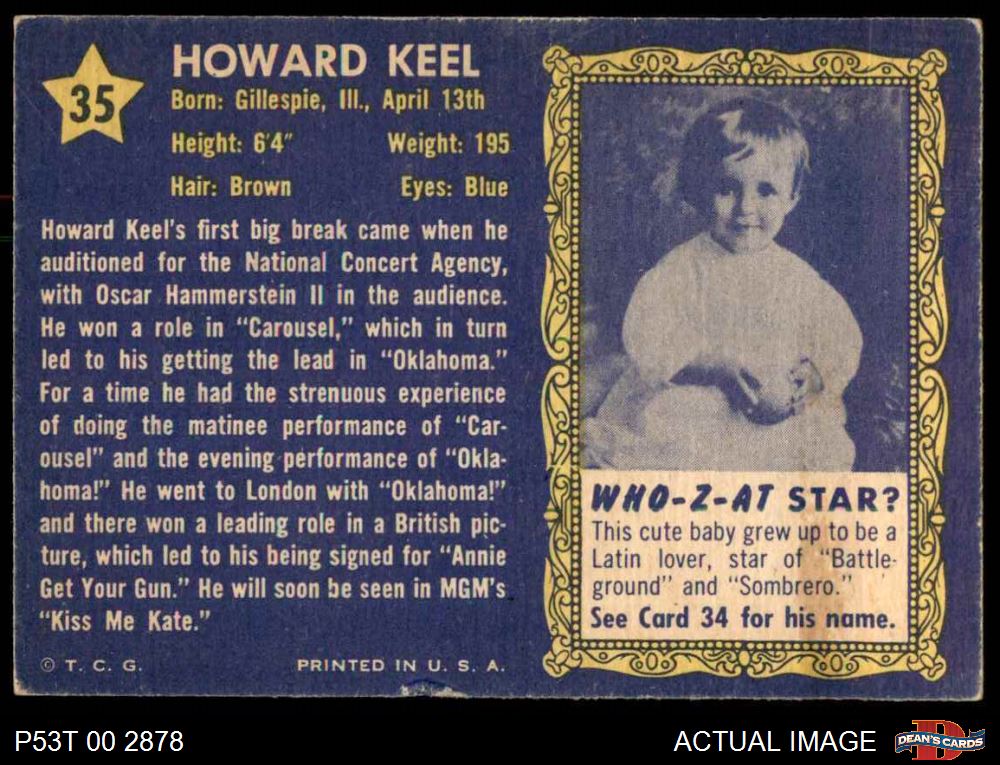 35
HOWARD KEEL
Born: Gillespie, Ill., April 13th
Height: 6'4" Weight: 195
Hair: Brown Eyes: Blue
Howard Keel's first big break came when he
auditioned for the National Concert Agency,
with Oscar Hammerstein II in the audience.
He won a role in "Carousel," which in turn
led to his getting the lead in "Oklahoma."
For a time he had the strenuous experience
of doing the matinee performance of "Car-
ousel" and the evening performance of "Okla-
homa!" He went to London with "Oklahoma!"
and there won a leading role in a British pic-
ture, which led to his being signed for "Annie
Get Your Gun." He will soon be seen in MGM's
"Kiss Me Kate."
© T. C. G. PRINTED IN U. S. A.
WHO-Z-AT STAR?
This cute baby grew up to be a
Latin lover, star of "Battle-
ground" and "Sombrero."
See Card 34 for his name.
P53T 00 2878
ACTUAL IMAGE
DEAN'S CARDS